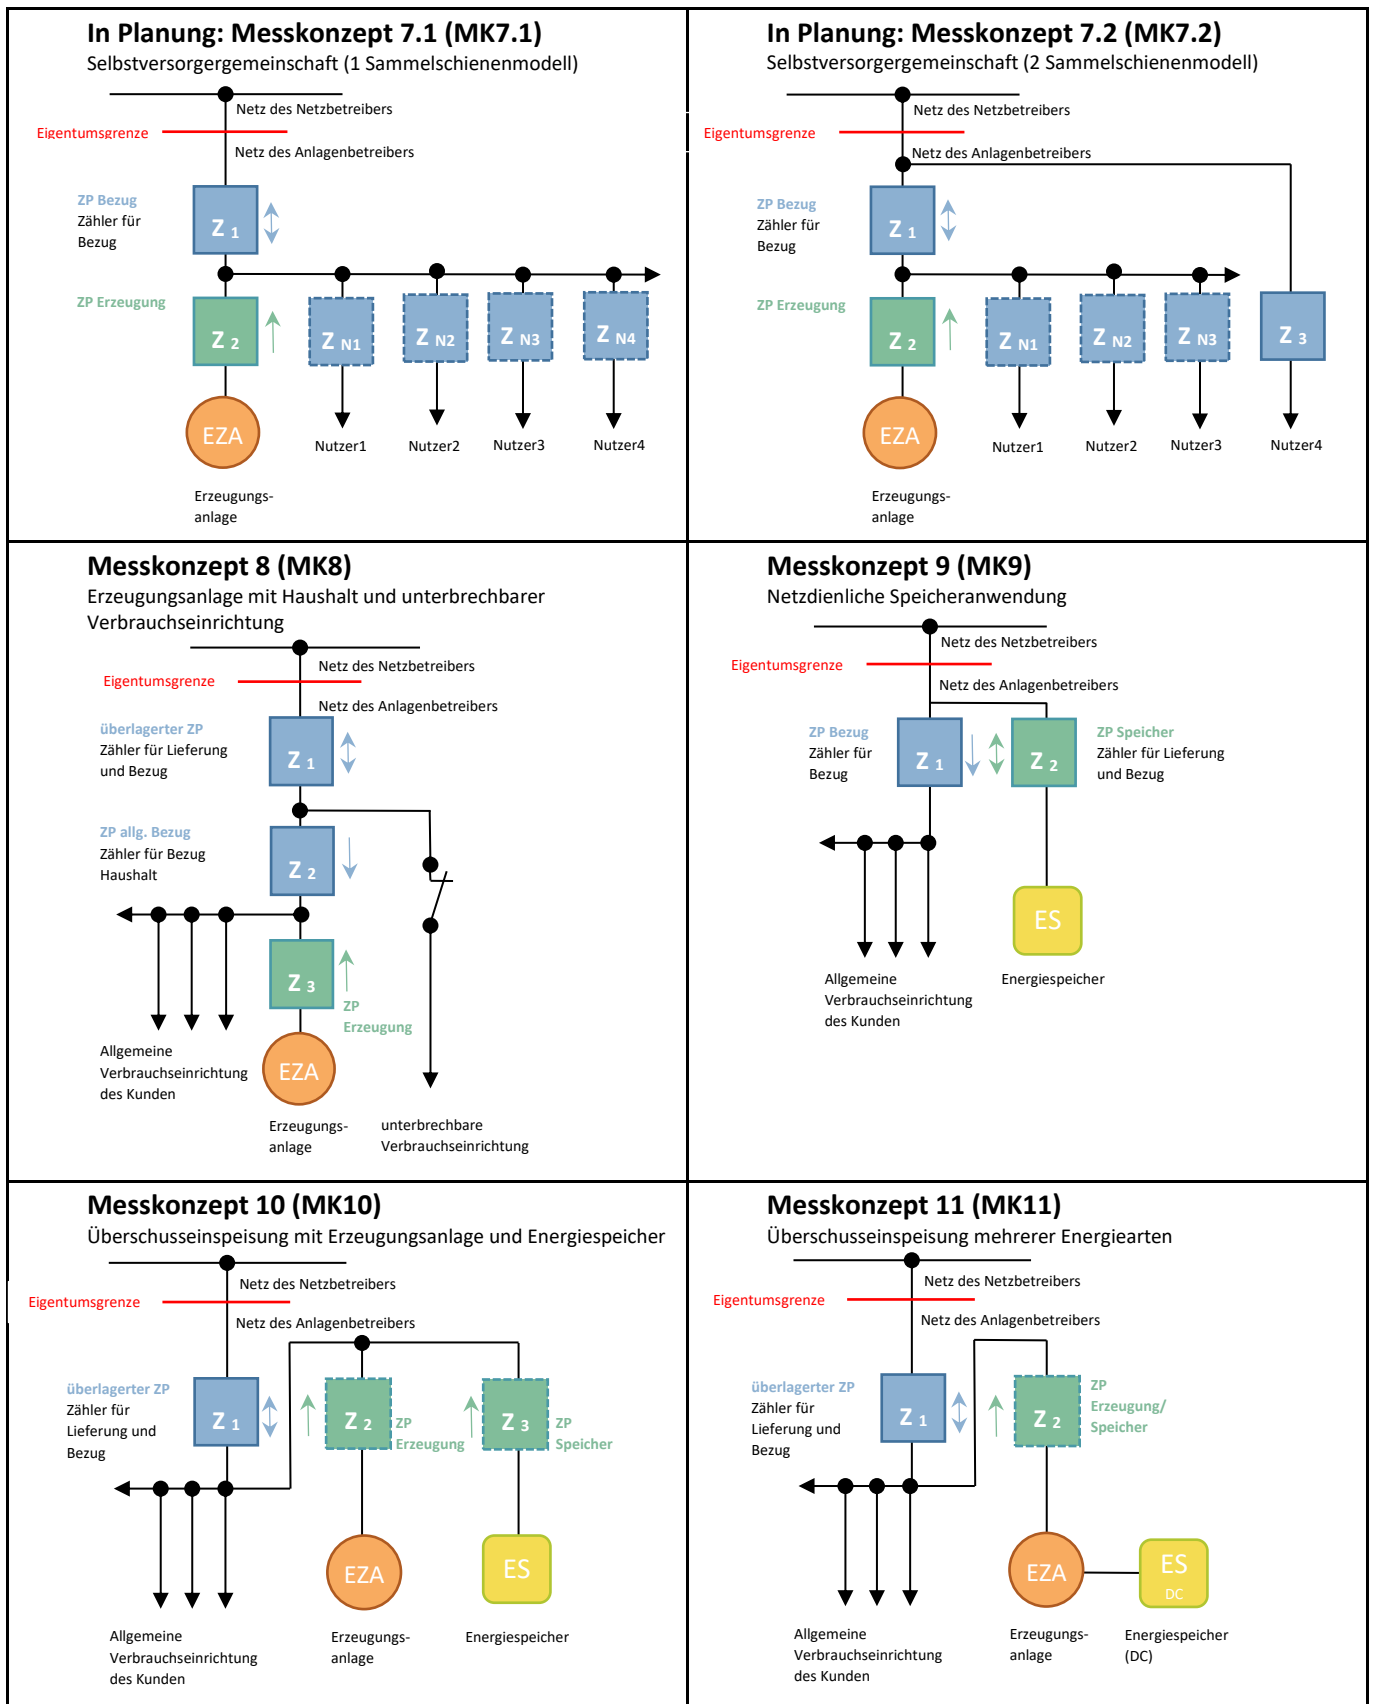 In Planung: Messkonzept 7.1 (MK7.1)
Selbstversorgergemeinschaft (1 Sammelschienenmodell)
Netz des Netzbetreibers
Eigentumsgrenze
Netz des Anlagenbetreibers
ZP Bezug
Zähler für
Bezug
Z 1
ZP Erzeugung
Z 2
Z N1
Z N2
Z N3
Z N4
EZA
Nutzer1
Nutzer2
Nutzer3
Nutzer4
Erzeugungs-
anlage
In Planung: Messkonzept 7.2 (MK7.2)
Selbstversorgergemeinschaft (2 Sammelschienenmodell)
Netz des Netzbetreibers
Eigentumsgrenze
Netz des Anlagenbetreibers
ZP Bezug
Zähler für
Bezug
Z 1
ZP Erzeugung
Z 2
Z N1
Z N2
Z N3
Z 3
EZA
Nutzer1
Nutzer2
Nutzer3
Nutzer4
Erzeugungs-
anlage
Messkonzept 8 (MK8)
Erzeugungsanlage mit Haushalt und unterbrechbarer
Verbrauchseinrichtung
Netz des Netzbetreibers
Eigentumsgrenze
Netz des Anlagenbetreibers
überlagerter ZP
Zähler für Lieferung
und Bezug
Z 1
ZP allg. Bezug
Zähler für Bezug
Haushalt
Z 2
Z 3
ZP
Erzeugung
Allgemeine
Verbrauchseinrichtung
des Kunden
EZA
Erzeugungs-
anlage
unterbrechbare
Verbrauchseinrichtung
Messkonzept 9 (MK9)
Netzdienliche Speicheranwendung
Netz des Netzbetreibers
Eigentumsgrenze
Netz des Anlagenbetreibers
ZP Bezug
Zähler für
Bezug
Z 1
Z 2
ZP Speicher
Zähler für Lieferung
und Bezug
ES
Allgemeine
Verbrauchseinrichtung
des Kunden
Energiespeicher
Messkonzept 10 (MK10)
Überschusseinspeisung mit Erzeugungsanlage und Energiespeicher
Netz des Netzbetreibers
Eigentumsgrenze
Netz des Anlagenbetreibers
überlagerter ZP
Zähler für
Lieferung und
Bezug
Z 1
Z 2
ZP
Erzeugung
Z 3
ZP
Speicher
EZA
ES
Allgemeine
Verbrauchseinrichtung
des Kunden
Erzeugungs-
anlage
Energiespeicher
Messkonzept 11 (MK11)
Überschusseinspeisung mehrerer Energiearten
Netz des Netzbetreibers
Eigentumsgrenze
Netz des Anlagenbetreibers
überlagerter ZP
Zähler für
Lieferung und
Bezug
Z 1
Z 2
ZP
Erzeugung/
Speicher
EZA
ES
DC
Allgemeine
Verbrauchseinrichtung
des Kunden
Erzeugungs-
anlage
Energiespeicher
(DC)